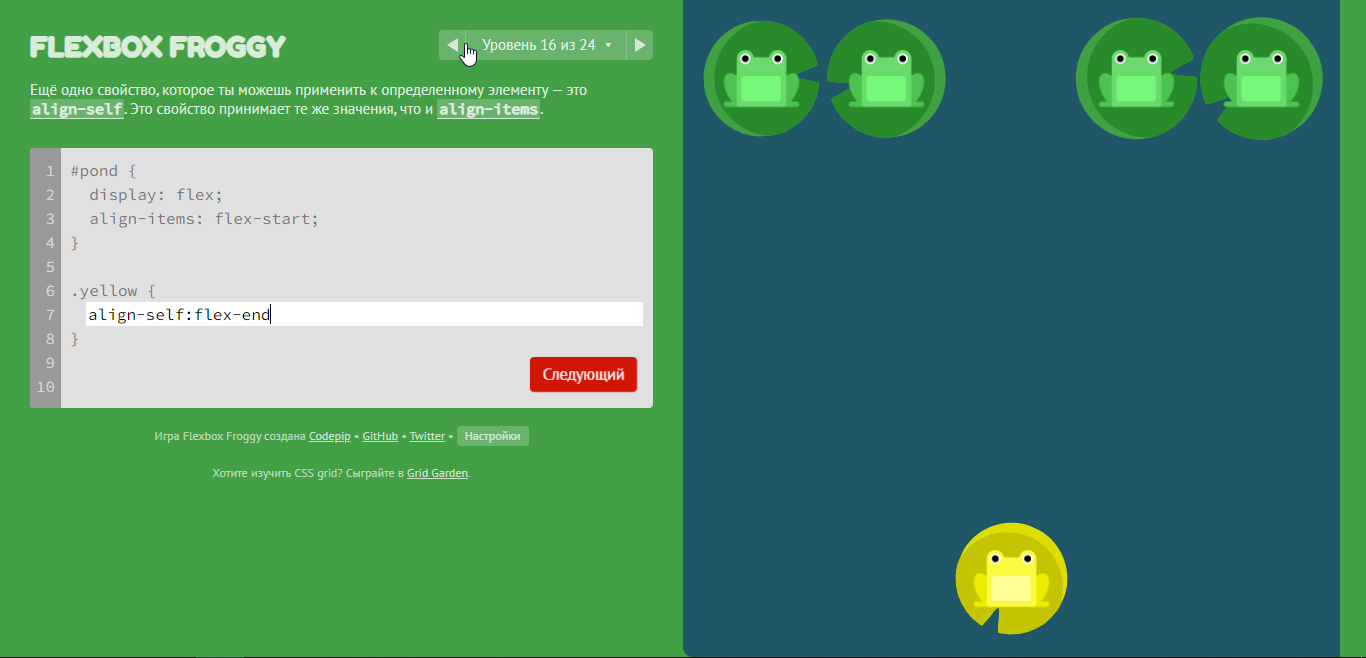 FLEXBOX FROGGY
Уровень 16 из 24
Ещё одно свойство, которое ты можешь применить к определенному элементу — это
align-self. Это свойство принимает те же значения, что и align-items.
1 #pond {
2 display: flex;
3 align-items: flex-start;
4 }
5
6 .yellow {
7 align-self:flex-end
8 }
9
10
Следующий
Игра Flexbox Froggy создана Codepip • GitHub • Twitter • Настройки
Хотите изучить CSS grid? Сыграйте в Grid Garden.